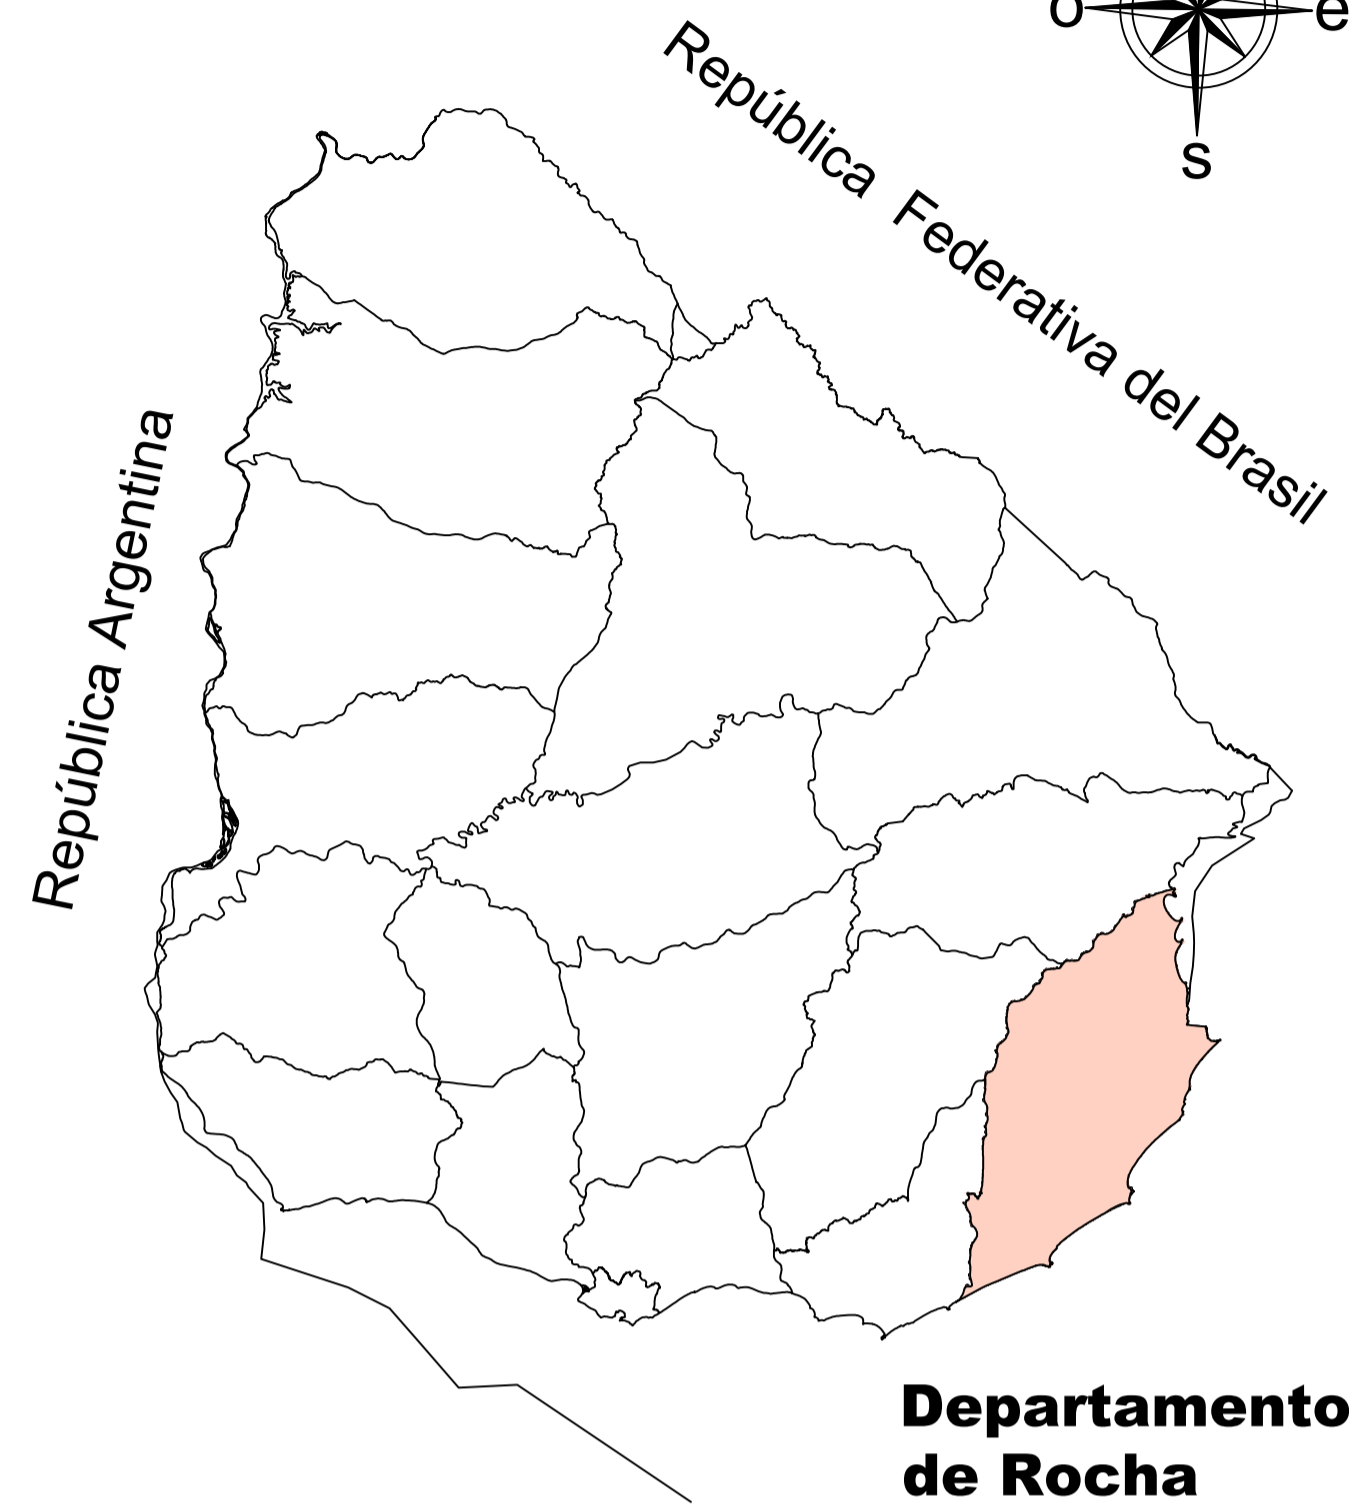 o
e
s
República Federativa del Brasil
República Argentina
Departamento
de Rocha